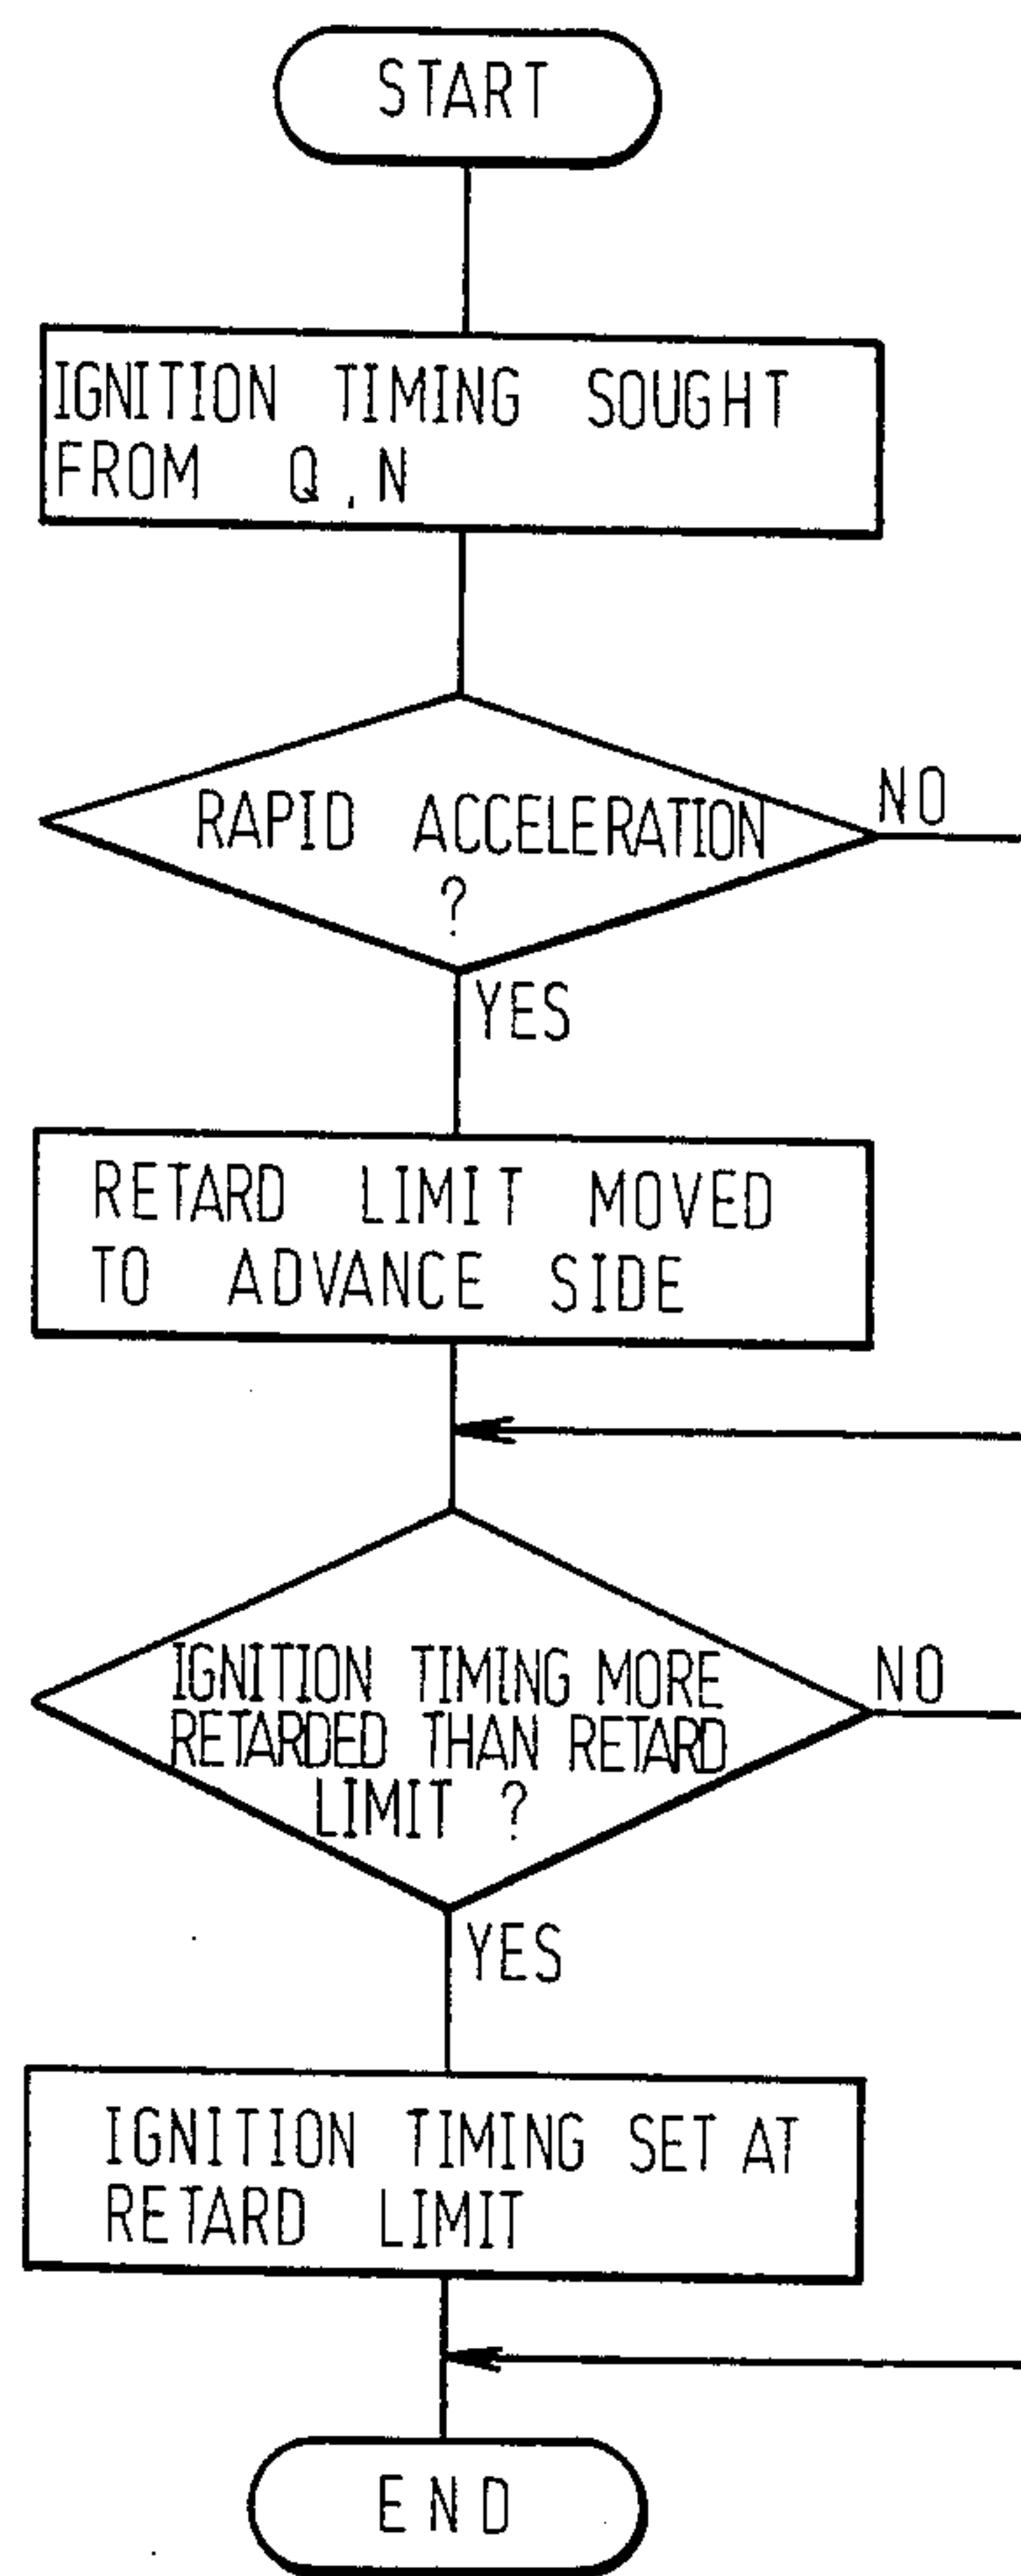 START
IGNITION TIMING SOUGHT
FROM Q, N
RAPID ACCELERATION
?
NO
YES
RETARD LIMIT MOVED
TO ADVANCE SIDE
IGNITION TIMING MORE
RETARDED THAN RETARD
LIMIT ?
NO
YES
IGNITION TIMING SET AT
RETARD LIMIT
END